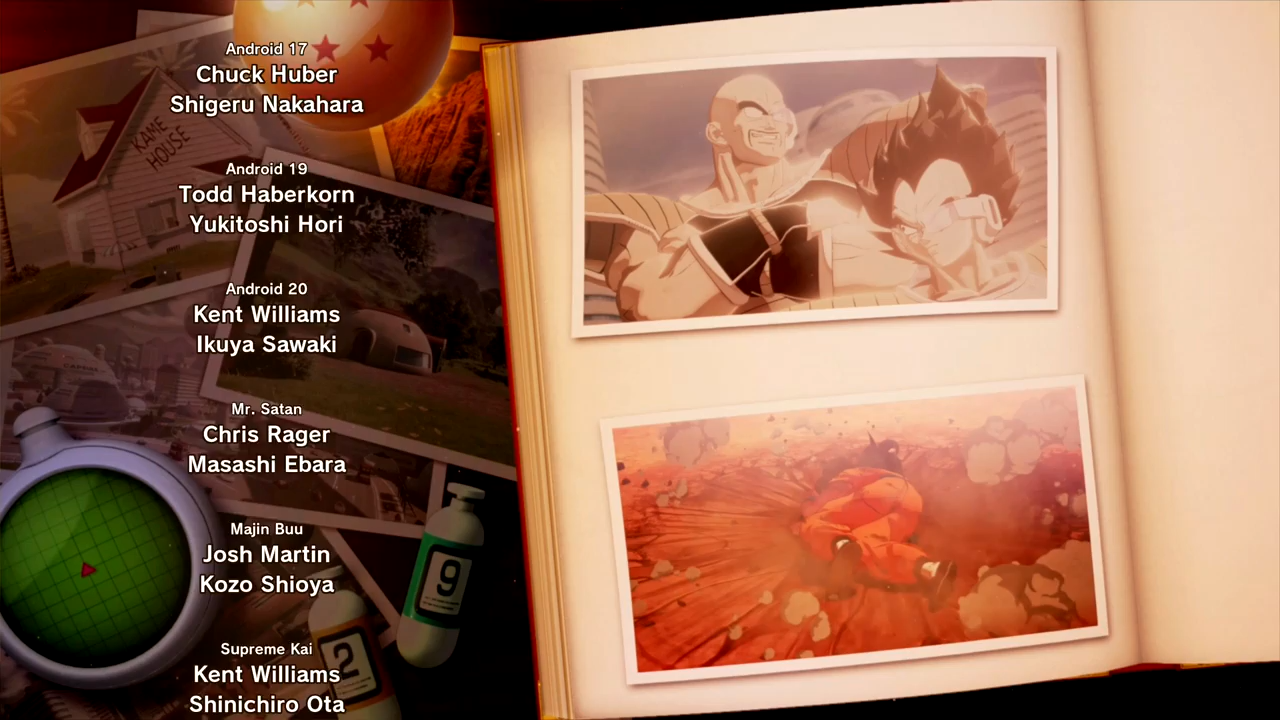 Android 17
Chuck Huber
Shigeru Nakahara
KAME
HOUSE
Android 19
Todd Haberkorn
Yukitoshi Hori
Android 20
Kent Williams
Ikuya Sawaki
Mr. Satan
Chris Rager
Masashi Ebara
Majin Buu
Josh Martin
Kozo Shioya
9
Supreme Kai
Kent Williams
Shinichiro Ota
2